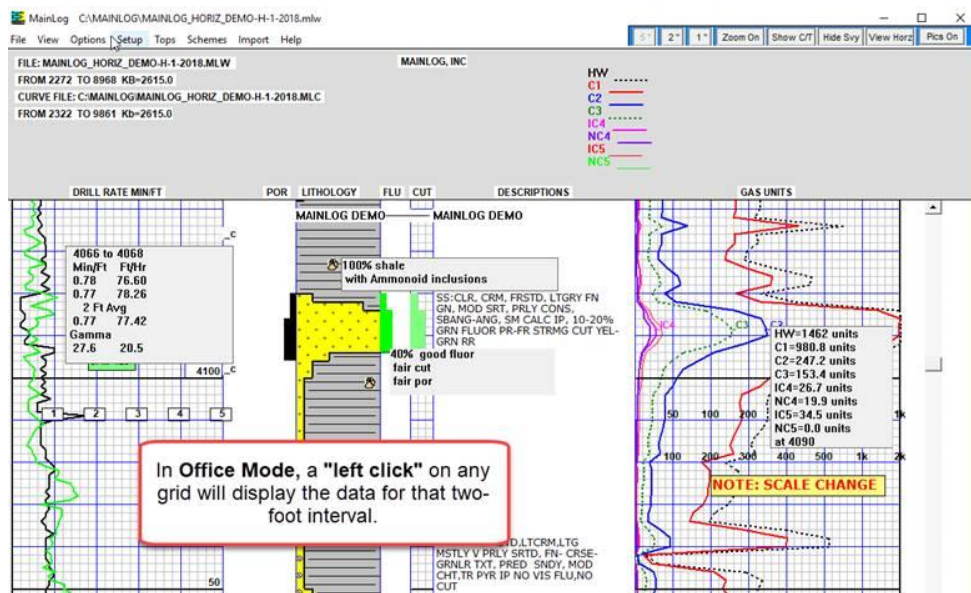 MainLog C:\MAINLOG\MAINLOG_HORIZ_DEMO-H-1-2018.mlw
File View Options Setup Tops Schemes Import Help
5" 2" 1" Zoom On Show C/T Hide Svy View Horz Pics On
FILE: MAINLOG_HORIZ_DEMO-H-1-2018.MLW
FROM 2272 TO 8968 KB=2615.0
CURVE FILE: C:\MAINLOG\MAINLOG_HORIZ_DEMO-H-1-2018.MLC
FROM 2322 TO 9861 Kb=2615.0
MAINLOG, INC
HW
C1
C2
C3
IC4
NC4
IC5
NC5
DRILL RATE MIN/FT POR LITHOLOGY FLU CUT DESCRIPTIONS GAS UNITS
MAINLOG DEMO MAINLOG DEMO
_C
4066 to 4068
Min/Ft Ft/Hr
0.78 76.60
0.77 78.26
2 Ft Avg
0.77 77.42
Gamma
27.6 20.5
4100 _C
1 2 3 4 5
50
100% shale
with Ammonoid inclusions
SS:CLR, CRM, FRSTD, LTGRY FN
GN, MOD SRT, PRLY CONS,
SBANG-ANG, SM CALC IP, 10-20%
GRN FLUOR PR-FR STRMG CUT YEL-
GRN RR
40% good fluor
fair cut
fair por
IC4 C3 C2
HW=1462 units
C1=980.8 units
C2=247.2 units
C3=153.4 units
IC4=26.7 units
NC4=19.9 units
IC5=34.5 units
NC5=0.0 units
at 4090
50 100 200 1k
100 200 500 1k 2k
NOTE: SCALE CHANGE
In Office Mode, a "left click" on any
grid will display the data for that two-
foot interval.
D,LTCRM,LTG
MSTLY V PRLY SRTD, FN- CRSE-
GRNLR TXT, PRED SNDY, MOD
CHT,TR PYR IP NO VIS FLU,NO
CUT